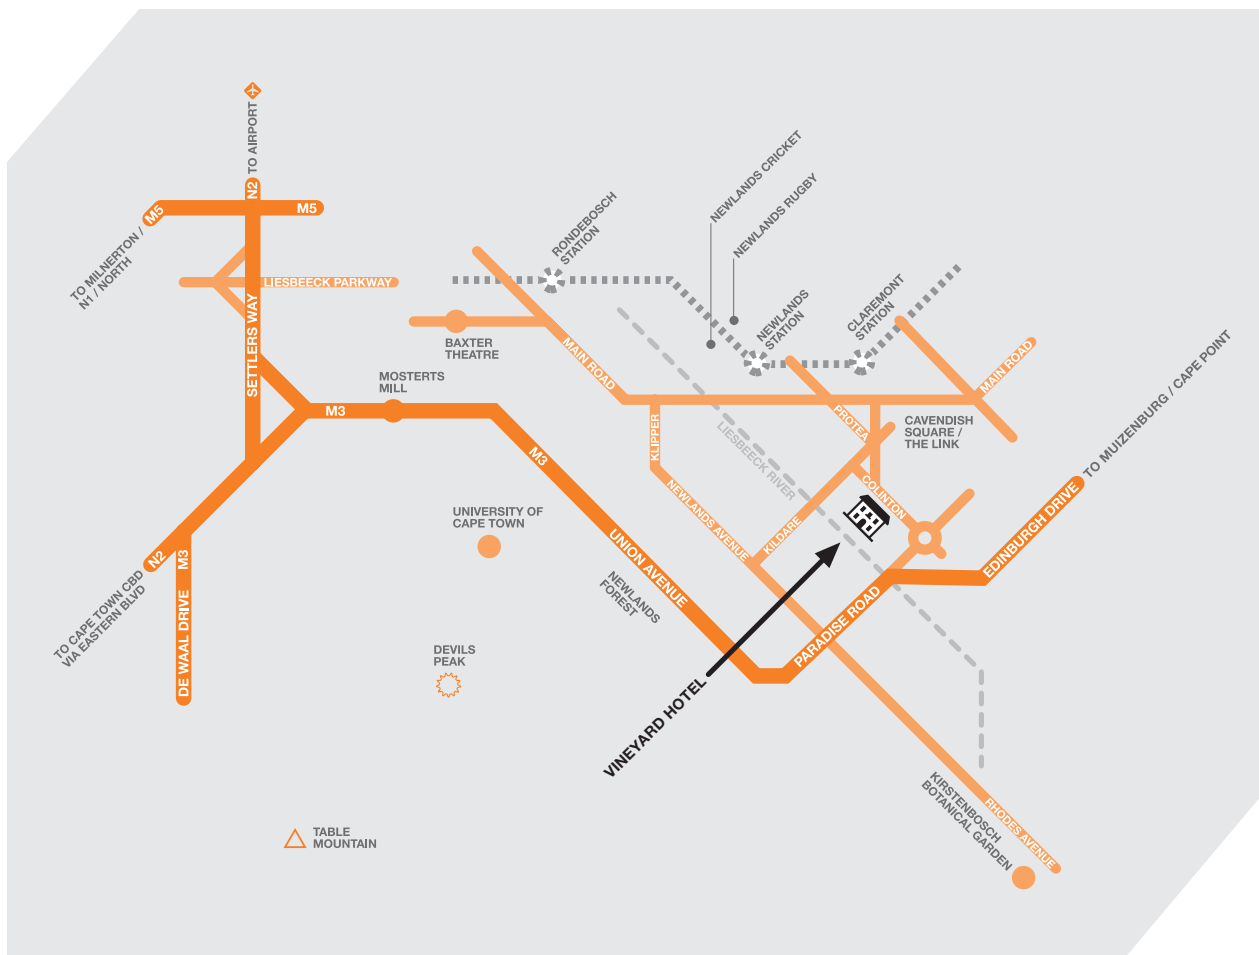 TO AIRPORT
N2
M5
M5
TO MILNERTON /
N1 / NORTH
LIESBEECK PARKWAY
SETTLERS WAY
RONDEBOSCH
STATION
NEWLANDS CRICKET
NEWLANDS RUGBY
NEWLANDS
STATION
CLAREMONT
STATION
BAXTER
THEATRE
MAIN ROAD
MAIN ROAD
MOSTERTS
MILL
M3
M3
KLIPPER
PROTEA
CAVENDISH
SQUARE /
THE LINK
TO MUIZENBURG / CAPE POINT
LIESBEECK RIVER
COLINTON
NEWLANDS AVENUE
KILDARE
EDINBURGH DRIVE
UNIVERSITY OF
CAPE TOWN
UNION AVENUE
NEWLANDS
FOREST
PARADISE ROAD
N2
M3
TO CAPE TOWN CBD
VIA EASTERN BLVD
DE WAAL DRIVE
DEVILS
PEAK
VINEYARD HOTEL
KIRSTENBOSCH
BOTANICAL GARDEN
RHODES AVENUE
TABLE
MOUNTAIN